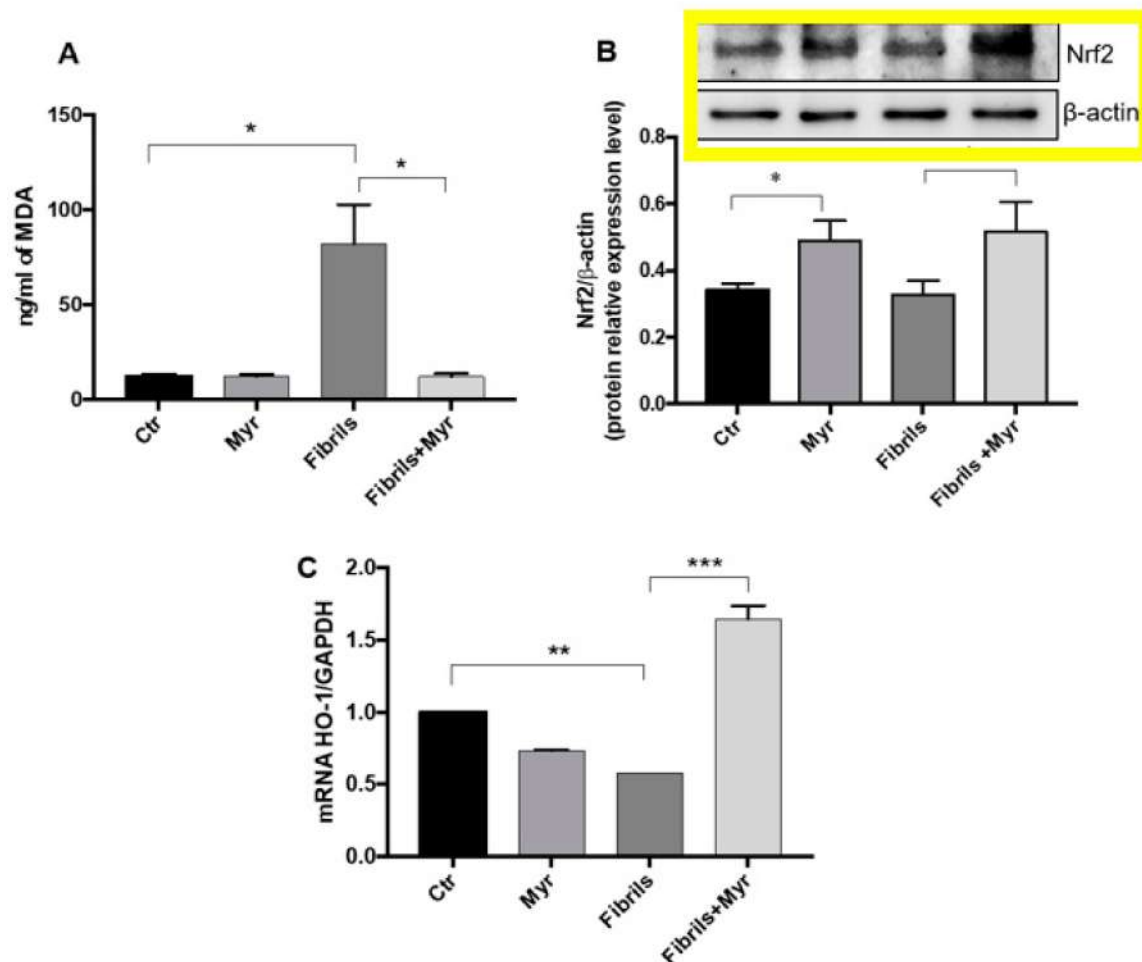 A
150
100
50
0
ng/ml of MDA
*
*
Ctr
Myr
Fibrils
Fibrils+Myr
B
Nrf2
β-actin
0.8
0.6
0.4
0.2
0.0
Nrf2/β-actin
(protein relative expression level)
*
*
Ctr
Myr
Fibrils
Fibrils +Myr
C
2.0
1.5
1.0
0.5
0.0
mRNA HO-1/GAPDH
**
***
Ctr
Myr
Fibrils
Fibrils+Myr